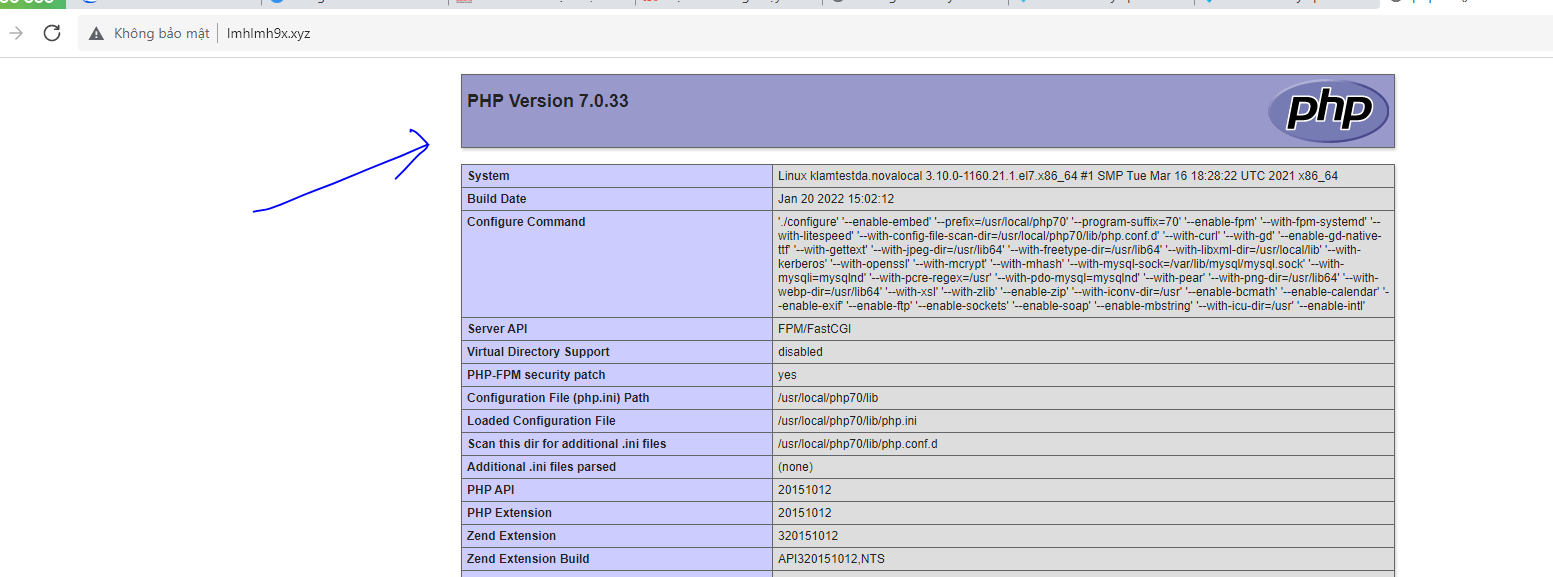 Không bảo mật lmhlmh9x.xyz
PHP Version 7.0.33
php
System Linux klamtestda.novalocal 3.10.0-1160.21.1.el7.x86_64 #1 SMP Tue Mar 16 18:28:22 UTC 2021 x86_64
Build Date Jan 20 2022 15:02:12
Configure Command './configure' '--enable-embed' '--prefix=/usr/local/php70' '--program-suffix=70' '--enable-fpm' '--with-fpm-systemd' '--
with-litespeed' '--with-config-file-scan-dir=/usr/local/php70/lib/php.conf.d' '--with-curl' '--with-gd' '--enable-gd-native-
ttf' '--with-gettext' '--with-jpeg-dir=/usr/lib64' '--with-freetype-dir=/usr/lib64' '--with-libxml-dir=/usr/local/lib' '--with-
kerberos' '--with-openssl' '--with-mcrypt' '--with-mhash' '--with-mysql-sock=/var/lib/mysql/mysql.sock' '--with-
mysqli=mysqlnd' '--with-pcre-regex=/usr' '--with-pdo-mysql=mysqlnd' '--with-pear' '--with-png-dir=/usr/lib64' '--with-
webp-dir=/usr/lib64' '--with-xsl' '--with-zlib' '--enable-zip' '--with-iconv-dir=/usr' '--enable-bcmath' '--enable-calendar' '-
-enable-exif' '--enable-ftp' '--enable-sockets' '--enable-soap' '--enable-mbstring' '--with-icu-dir=/usr' '--enable-intl'
Server API FPM/FastCGI
Virtual Directory Support disabled
PHP-FPM security patch yes
Configuration File (php.ini) Path /usr/local/php70/lib
Loaded Configuration File /usr/local/php70/lib/php.ini
Scan this dir for additional .ini files /usr/local/php70/lib/php.conf.d
Additional .ini files parsed (none)
PHP API 20151012
PHP Extension 20151012
Zend Extension 320151012
Zend Extension Build API320151012,NTS